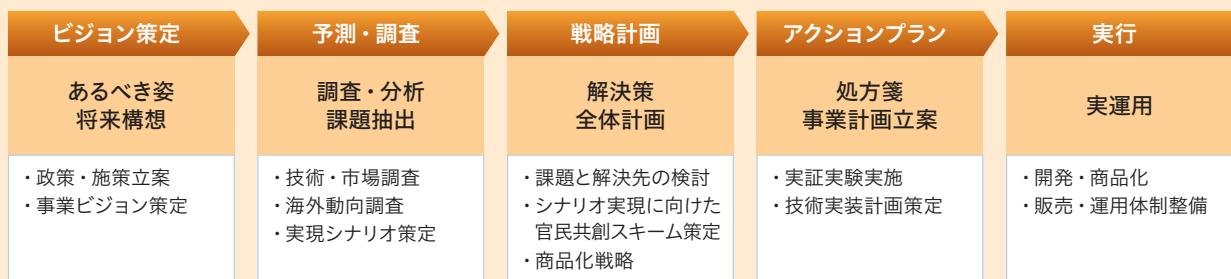 ビジョン策定
予測・調査
戦略計画
アクションプラン
実行
あるべき姿
将来構想
調査・分析
課題抽出
解決策
全体計画
処方箋
事業計画立案
実運用
・政策・施策立案
・事業ビジョン策定
・技術・市場調査
・海外動向調査
・実現シナリオ策定
・課題と解決先の検討
・シナリオ実現に向けた
官民共創スキーム策定
・商品化戦略
・実証実験実施
・技術実装計画策定
・開発・商品化
・販売・運用体制整備